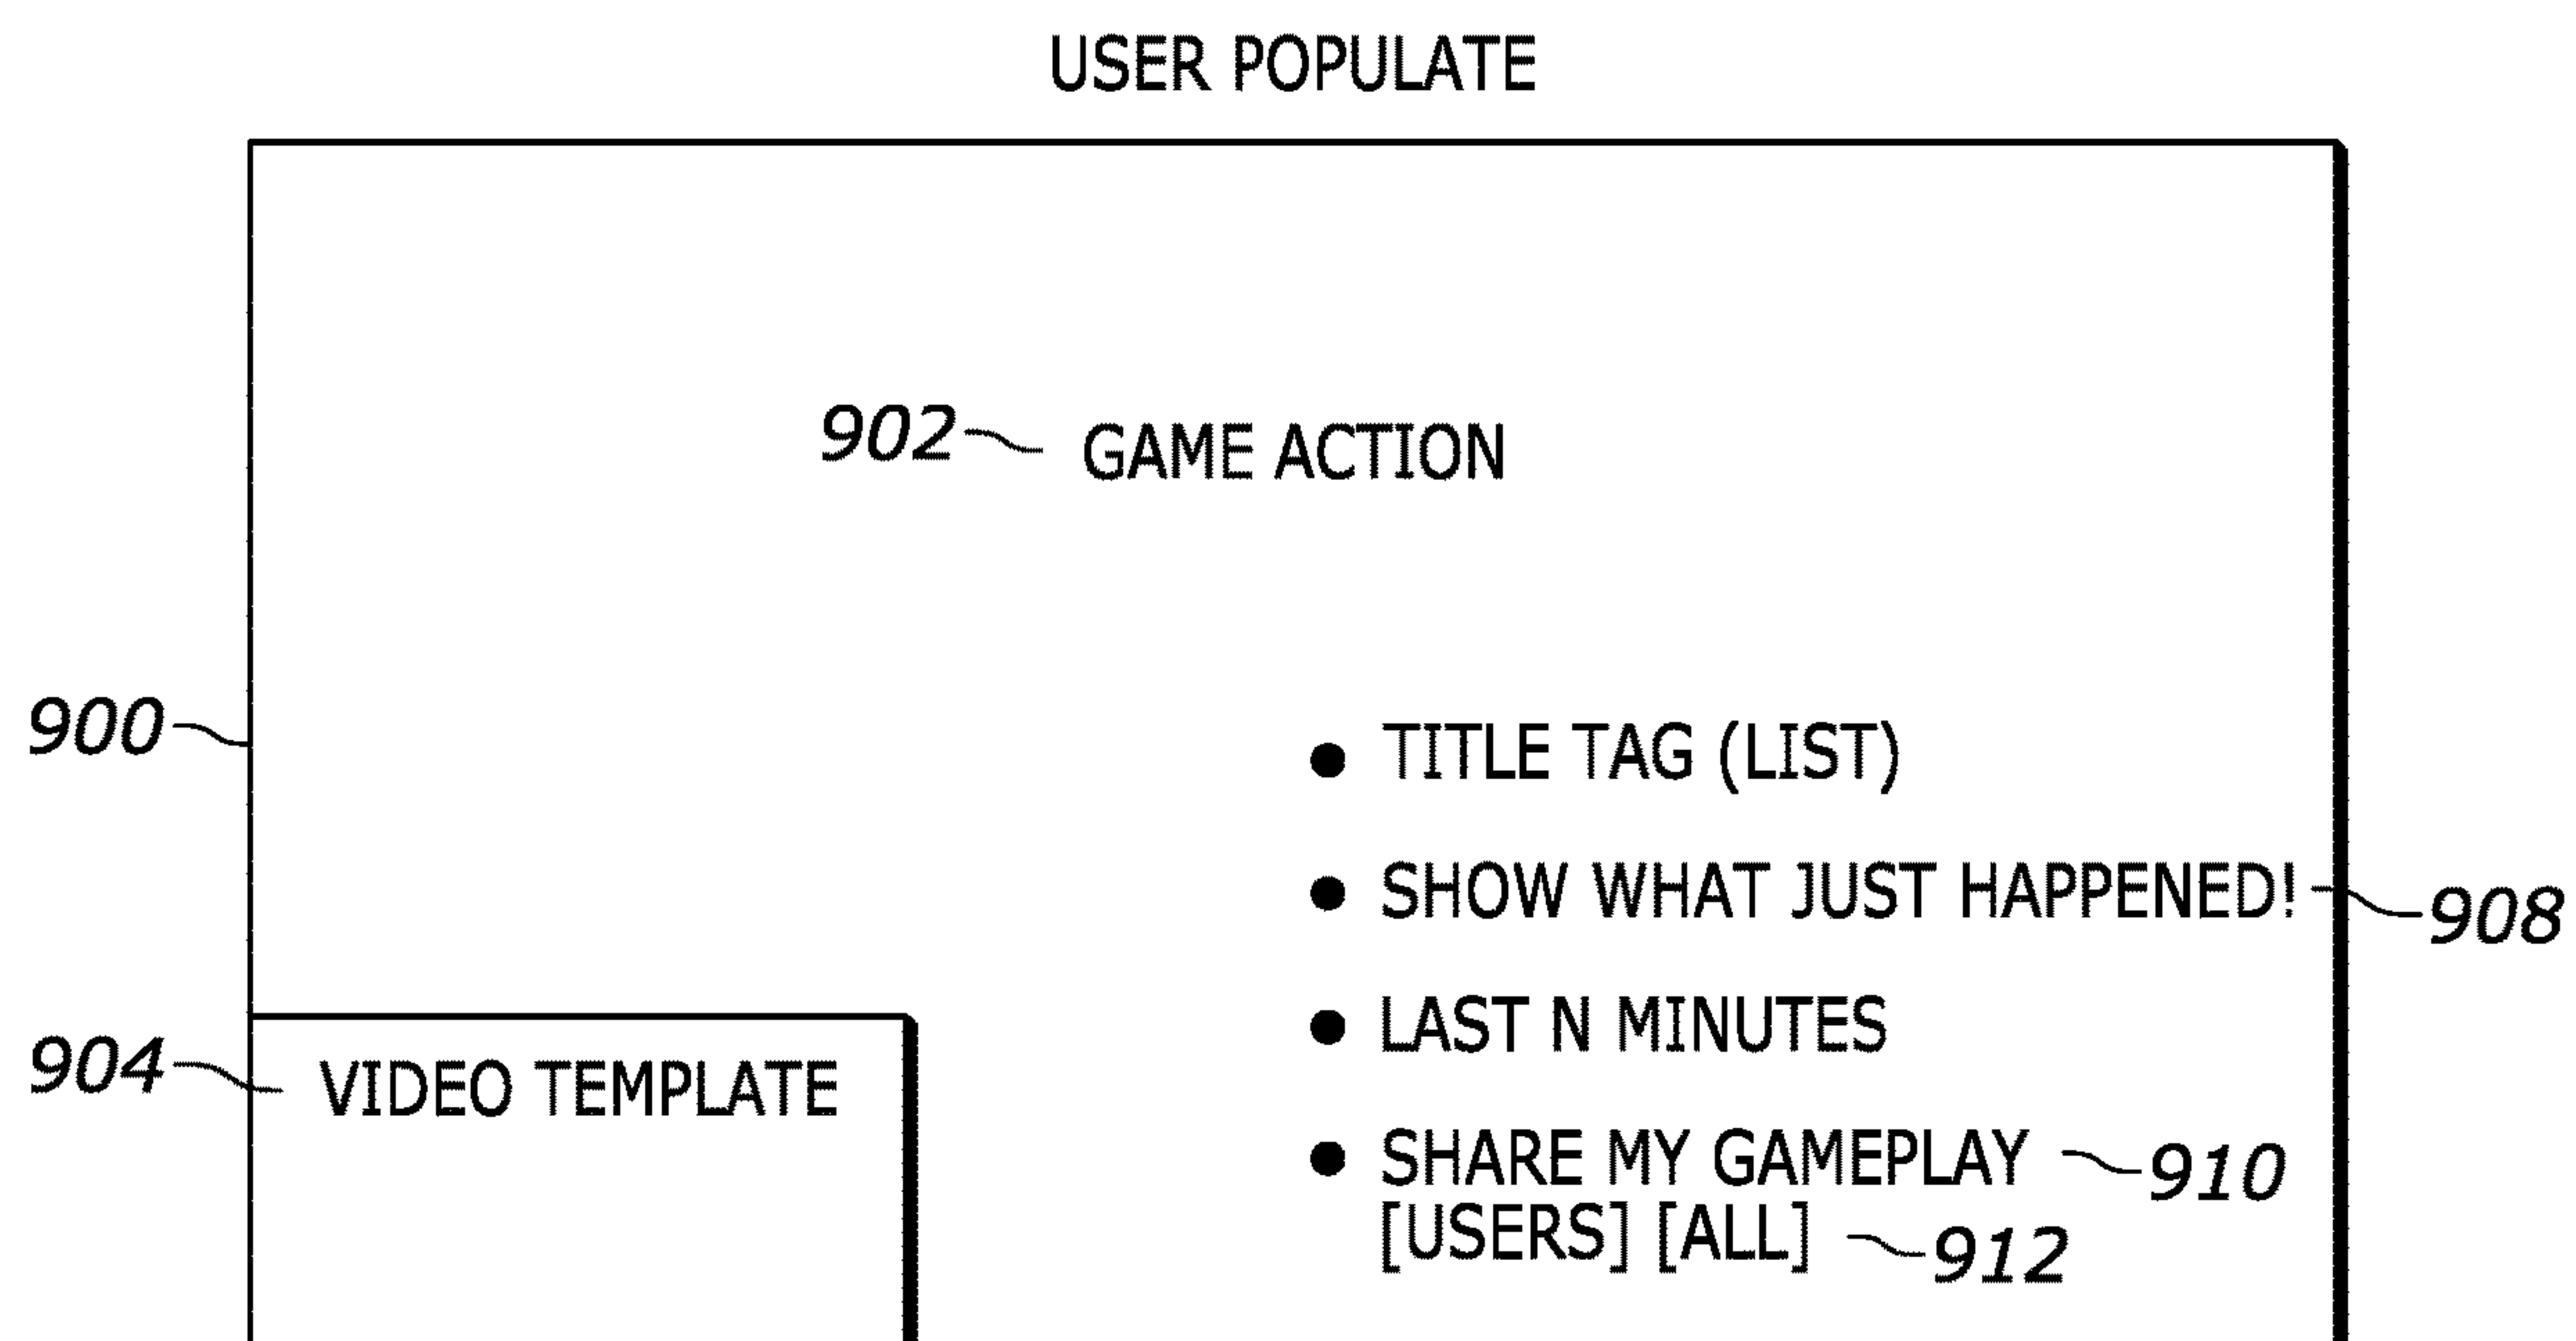 USER POPULATE
902 GAME ACTION
900
● TITLE TAG (LIST)
● SHOW WHAT JUST HAPPENED! 908
● LAST N MINUTES
904 VIDEO TEMPLATE
● SHARE MY GAMEPLAY 910
[USERS] [ALL] 912